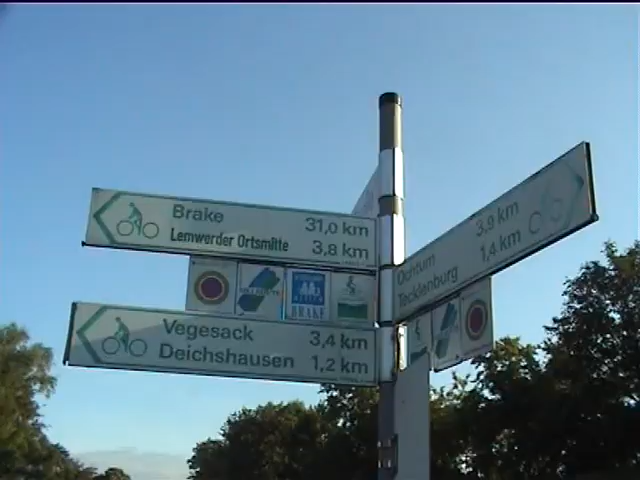 Brake 31,0 km
Lemwerder Ortsmitte 3,8 km
BRAKE
Vegesack 3,4 km
Deichshausen 1,2 km
Ochtum 3,9 km
Tecklenburg 1,4 km